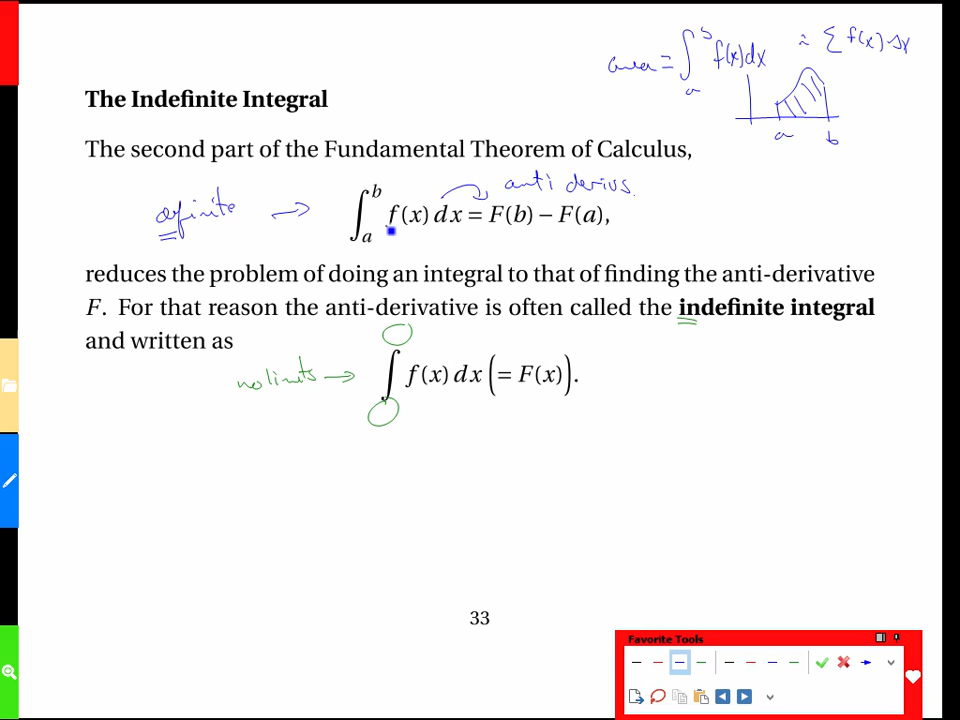 area = ∫_a^b f(x)dx ≈ Σ f(x) Δx
a b
The Indefinite Integral
The second part of the Fundamental Theorem of Calculus,
anti derivs.
definite → ∫_a^b f(x) dx = F(b) − F(a),
reduces the problem of doing an integral to that of finding the anti-derivative
F. For that reason the anti-derivative is often called the indefinite integral
and written as
no limits → ∫ f(x) dx (= F(x)).
33
Favorite Tools